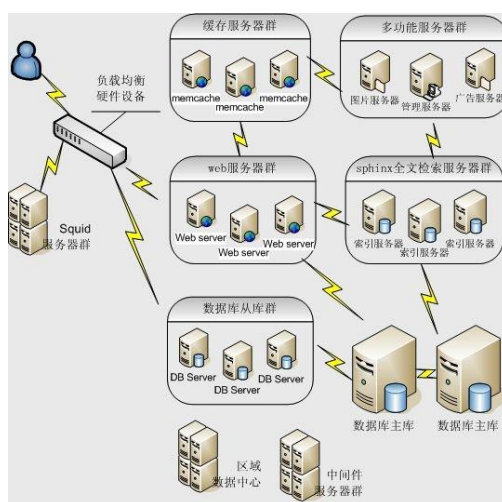 缓存服务器群
memcache
memcache
memcache
多功能服务器群
图片服务器
管理服务器
广告服务器
负载均衡
硬件设备
web服务器群
Web server
Web server
Web server
sphinx全文检索服务器群
索引服务器
索引服务器
索引服务器
Squid
服务器群
数据库从库群
DB Server
DB Server
DB Server
数据库主库
数据库主库
区域
数据中心
中间件
服务器群